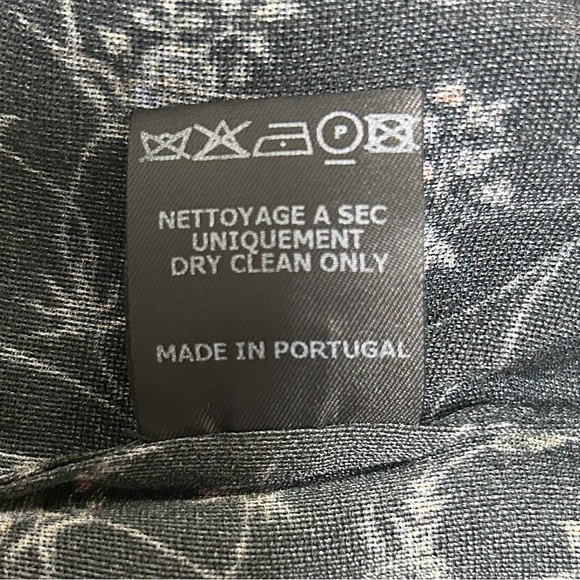 P
NETTOYAGE A SEC
UNIQUEMENT
DRY CLEAN ONLY
MADE IN PORTUGAL